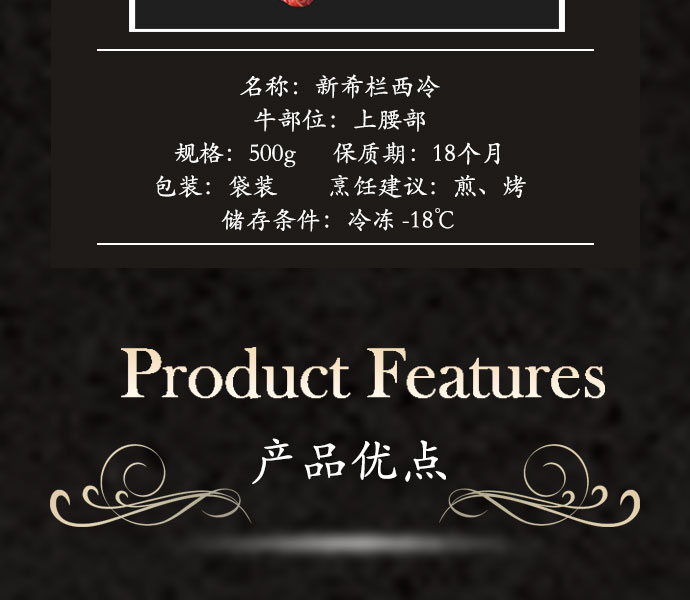 名称：新希栏西冷
牛部位：上腰部
规格：500g 保质期：18个月
包装：袋装 烹饪建议：煎、烤
储存条件：冷冻 -18℃
Product Features
产品优点